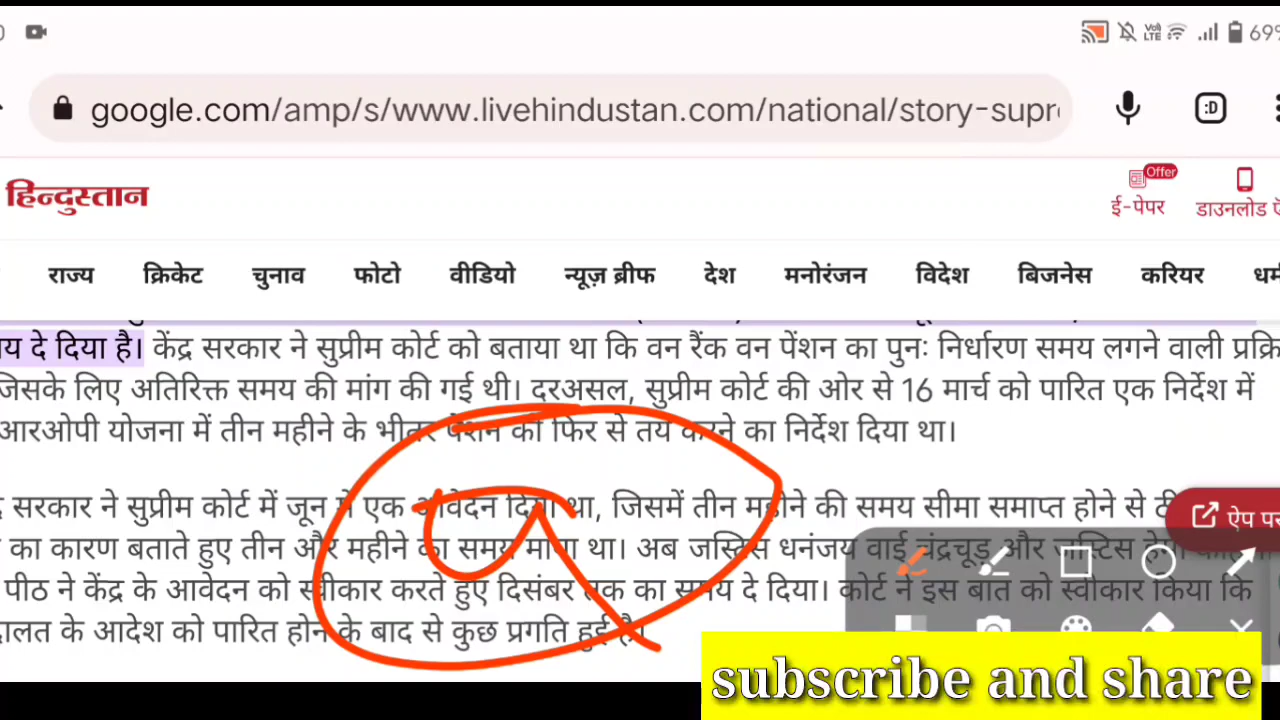 69%
google.com/amp/s/www.livehindustan.com/national/story-supr
हिन्दुस्तान
Offer
ई-पेपर
डाउनलोड
राज्य क्रिकेट चुनाव फोटो वीडियो न्यूज़ ब्रीफ देश मनोरंजन विदेश बिजनेस करियर
दे दिया है। केंद्र सरकार ने सुप्रीम कोर्ट को बताया था कि वन रैंक वन पेंशन का पुनः निर्धारण समय लगने वाली
जिसके लिए अतिरिक्त समय की मांग की गई थी। दरअसल, सुप्रीम कोर्ट की ओर से 16 मार्च को पारित एक निर्देश में
आरओपी योजना में तीन महीने के भीतर पेंशन को फिर से तय करने का निर्देश दिया था।
सरकार ने सुप्रीम कोर्ट में जून में एक आवेदन दिया था, जिसमें तीन महीने की समय सीमा समाप्त होने से
ऐप पर
का कारण बताते हुए तीन और महीने का समय मांगा था। अब जस्टिस धनंजय वाई चंद्रचूड़ और जस्टिस
पीठ ने केंद्र के आवेदन को स्वीकार करते हुए दिसंबर तक का समय दे दिया। कोर्ट ने इस बात को स्वीकार किया कि
के आदेश को पारित होने के बाद से कुछ प्रगति हुई है।
subscribe and share